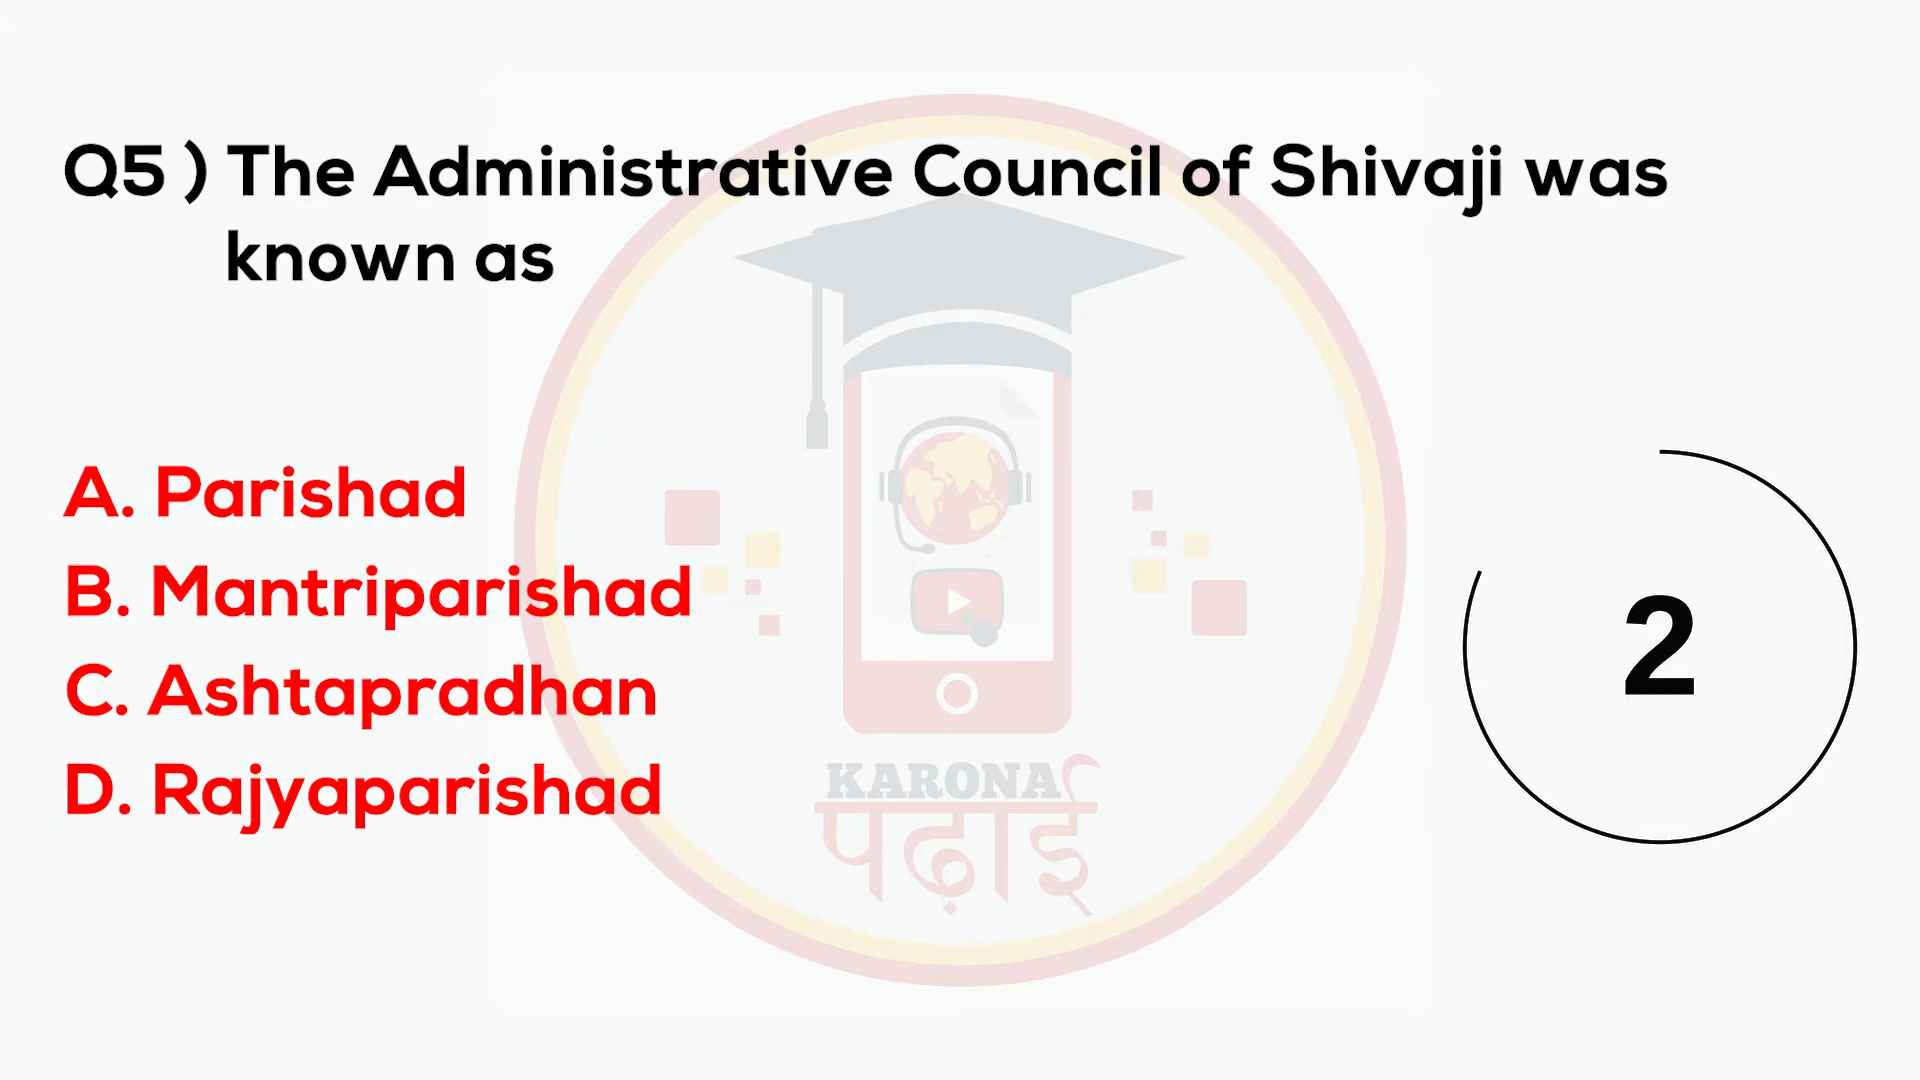 Q5 ) The Administrative Council of Shivaji was
known as
A. Parishad
B. Mantriparishad
C. Ashtapradhan
D. Rajyaparishad
2
KARONA
पढ़ाई